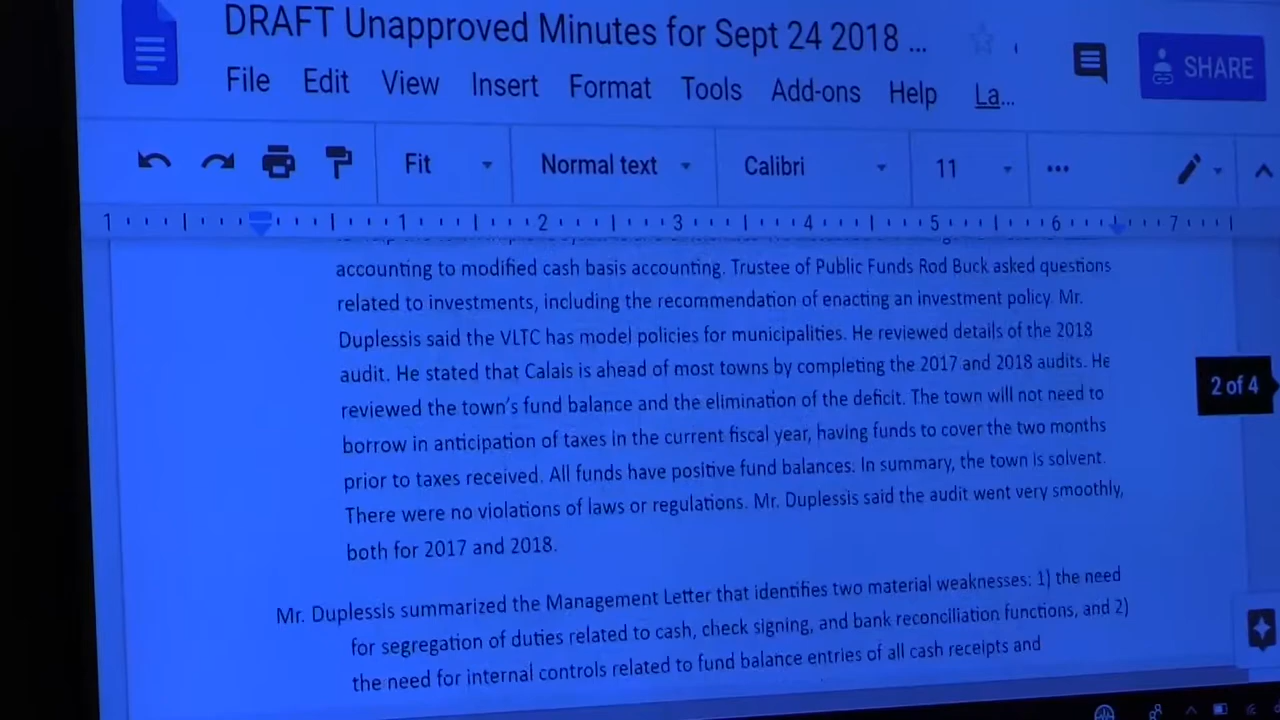 DRAFT Unapproved Minutes for Sept 24 2018 ...
SHARE
File Edit View Insert Format Tools Add-ons Help La...
Fit Normal text Calibri 11 ...
1 1 2 3 4 5 6 7
accounting to modified cash basis accounting. Trustee of Public Funds Rod Buck asked questions
related to investments, including the recommendation of enacting an investment policy. Mr.
Duplessis said the VLTC has model policies for municipalities. He reviewed details of the 2018
audit. He stated that Calais is ahead of most towns by completing the 2017 and 2018 audits. He
reviewed the town's fund balance and the elimination of the deficit. The town will not need to
borrow in anticipation of taxes in the current fiscal year, having funds to cover the two months
prior to taxes received. All funds have positive fund balances. In summary, the town is solvent.
There were no violations of laws or regulations. Mr. Duplessis said the audit went very smoothly,
both for 2017 and 2018.
2 of 4
Mr. Duplessis summarized the Management Letter that identifies two material weaknesses: 1) the need
for segregation of duties related to cash, check signing, and bank reconciliation functions, and 2)
the need for internal controls related to fund balance entries of all cash receipts and